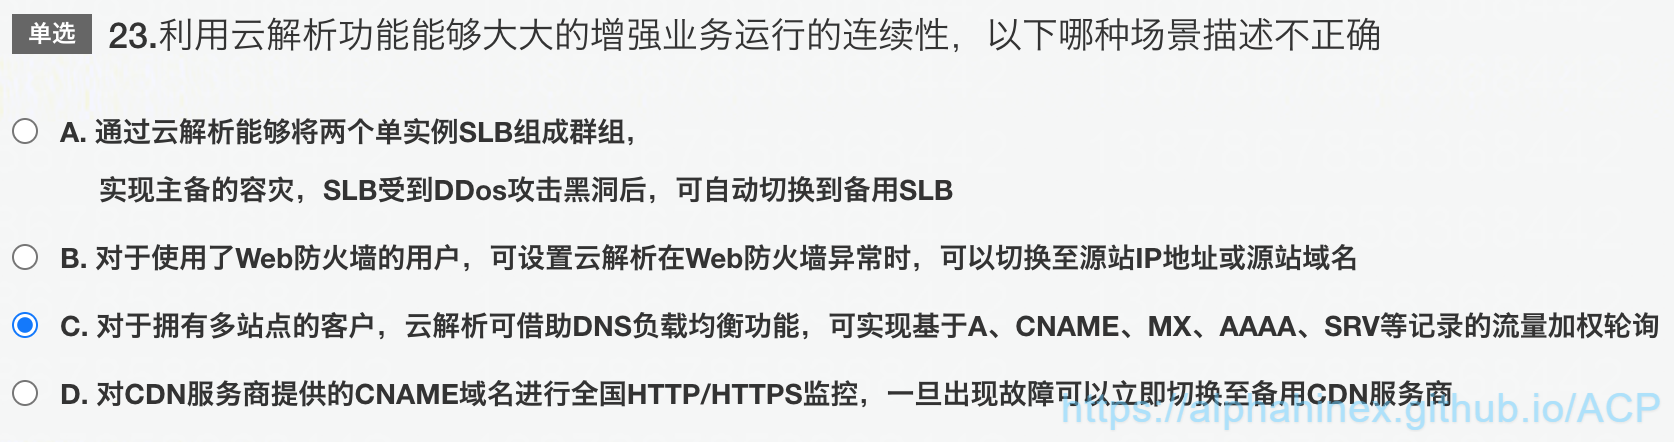 单选 23.利用云解析功能能够大大的增强业务运行的连续性，以下哪种场景描述不正确
A. 通过云解析能够将两个单实例SLB组成群组，
实现主备的容灾，SLB受到DDos攻击黑洞后，可自动切换到备用SLB
B. 对于使用了Web防火墙的用户，可设置云解析在Web防火墙异常时，可以切换至源站IP地址或源站域名
C. 对于拥有多站点的客户，云解析可借助DNS负载均衡功能，可实现基于A、CNAME、MX、AAAA、SRV等记录的流量加权轮询
D. 对CDN服务商提供的CNAME域名进行全国HTTP/HTTPS监控，一旦出现故障可以立即切换至备用CDN服务商
https://alphahinex.github.io/ACP